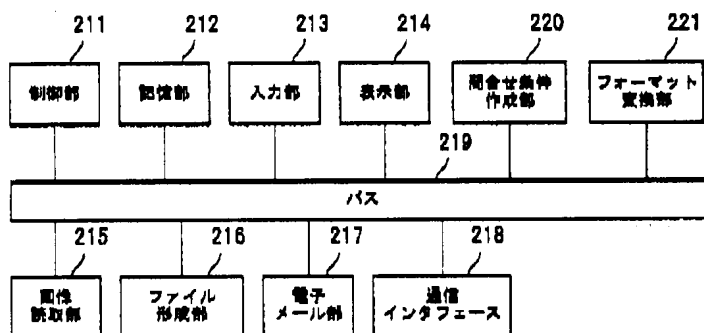 211 212 213 214 220 221
制御部 記憶部 入力部 表示部 問合せ条件 フォーマット
作成部 変換部
219
バス
215 216 217 218
画像 ファイル 電子 通信
読取部 形成部 メール部 インタフェース